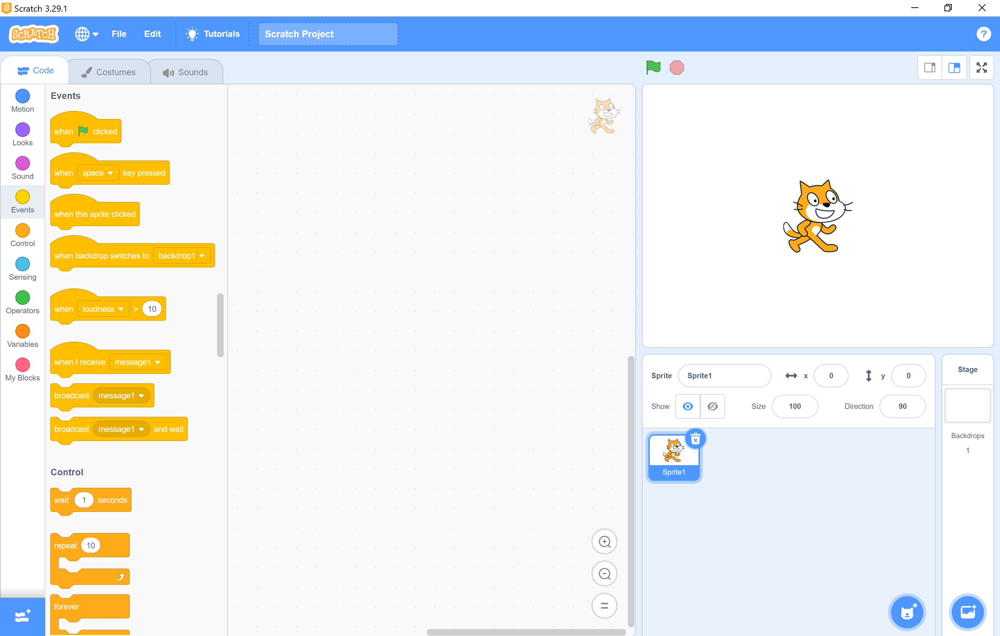 Scratch 3.29.1
SCRATCH
File
Edit
Tutorials
Scratch Project
?
Code
Costumes
Sounds
Motion
Looks
Sound
Events
Control
Sensing
Operators
Variables
My Blocks
Events
when clicked
when space key pressed
when this sprite clicked
when backdrop switches to backdrop1
when loudness > 10
when I receive message1
broadcast message1
broadcast message1 and wait
Control
wait 1 seconds
repeat 10
forever
Sprite Sprite1 x 0 y 0
Show Size 100 Direction 90
Sprite1
Stage
Backdrops
1